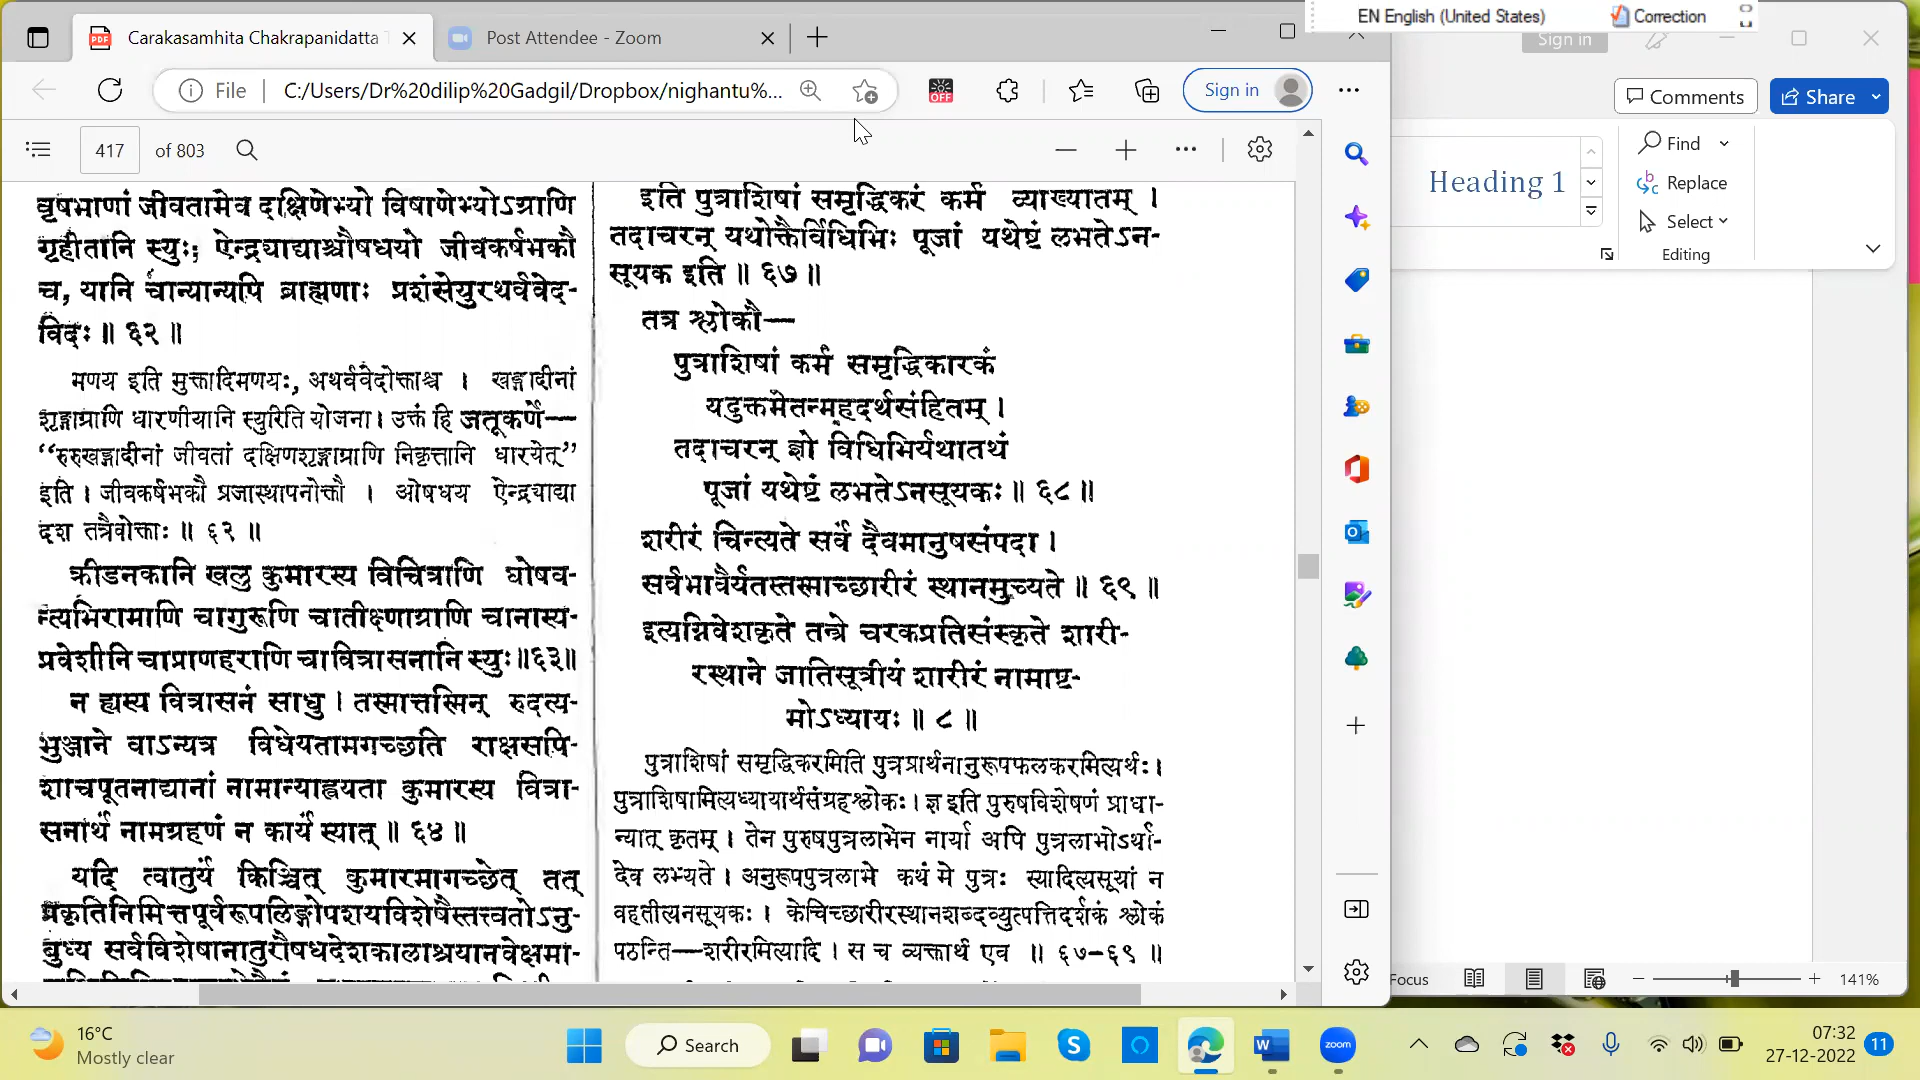 EN English (United States)
Correction
Carakasamhita Chakrapanidatta
Post Attendee - Zoom
Sign in
File
C:/Users/Dr%20dilip%20Gadgil/Dropbox/nighantu%...
OFF
Sign in
Comments
Share
417
of 803
Heading 1
Find
Replace
Select
Editing
वृषभाणां जीवतामेव दक्षिणेभ्यो विषाणेभ्योऽग्राणि
गृहीतानि स्युः; ऐन्द्र्याद्याश्चौषधयो जीवकर्षभकौ
च, यानि चान्यान्यपि ब्राह्मणाः प्रशंसेयुरथर्ववेद-
विदः ॥ ६२ ॥
मणय इति मुक्तादिमणयः, अथर्ववेदोक्ताश्च । खड्गादीनां
शृङ्गाग्राणि धारणीयानि स्युरिति योजना । उक्तं हि जतूकर्णे—
“रुरुखड्गादीनां जीवतां दक्षिणशृङ्गाग्राणि निकृत्तानि धारयेत्”
इति । जीवकर्षभकौ प्रजास्थापनोक्तौ । ओषधय ऐन्द्र्याद्या
दश तत्रैवोक्ताः ॥ ६२ ॥
क्रीडनकानि खलु कुमारस्य विचित्राणि घोषव-
न्त्यभिरामाणि चागुरूणि चातीक्ष्णाग्राणि चानास्य-
प्रवेशीनि चाप्राणहराणि चावित्रासनानि स्युः॥६३॥
न ह्यस्य वित्रासनं साधु । तस्मात्तस्मिन् रुदत्य-
भुञ्जाने वाऽन्यत्र विधेयतामगच्छति राक्षसपि-
शाचपूतनाद्यानां नामान्याह्वयता कुमारस्य वित्रा-
सनार्थं नामग्रहणं न कार्यं स्यात् ॥ ६४ ॥
यदि त्वातुर्यं किञ्चित् कुमारमागच्छेत् तत्
प्रकृतिनिमित्तपूर्वरूपलिङ्गोपशयविशेषैस्तत्त्वतोऽनु-
बुध्य सर्वविशेषानातुरौषधदेशकालाश्रयानवेक्षमा-
इति पुत्राशिषां समृद्धिकरं कर्म व्याख्यातम् ।
तदाचरन् यथोक्तैर्विधिभिः पूजां यथेष्टं लभतेऽन-
सूयक इति ॥ ६७ ॥
तत्र श्लोकौ—
पुत्राशिषां कर्म समृद्धिकारकं
यदुक्तमेतन्महदर्थसंहितम् ।
तदाचरन् ज्ञो विधिभिर्यथातथं
पूजां यथेष्टं लभतेऽनसूयकः ॥ ६८ ॥
शरीरं चिन्त्यते सर्वं दैवमानुषसंपदा ।
सर्वभावैर्यतस्तस्माच्छारीरं स्थानमुच्यते ॥ ६९ ॥
इत्यग्निवेशकृते तन्त्रे चरकप्रतिसंस्कृते शारी-
रस्थाने जातिसूत्रीयं शारीरं नामाष्ट-
मोऽध्यायः ॥ ८ ॥
पुत्राशिषां समृद्धिकरमिति पुत्रप्रार्थनानुरूपफलकरमित्यर्थः ।
पुत्राशिषामित्यध्यायार्थसंग्रहश्लोकः । ज्ञ इति पुरुषविशेषणं प्राधा-
न्यात् कृतम् । तेन पुरुषपुत्रलाभेन नार्या अपि पुत्रलाभोऽर्था-
देव लभ्यते । अनुरूपपुत्रलाभे कथं मे पुत्रः स्यादित्यसूयां न
वहतीत्यनसूयकः । केचिच्छारीरस्थानशब्दव्युत्पत्तिदर्शकं श्लोकं
पठन्ति—शरीरमित्यादि । स च व्यक्तार्थ एव ॥ ६७–६९ ॥
Focus
141%
16°C
Mostly clear
Search
zoom
07:32
27-12-2022
11